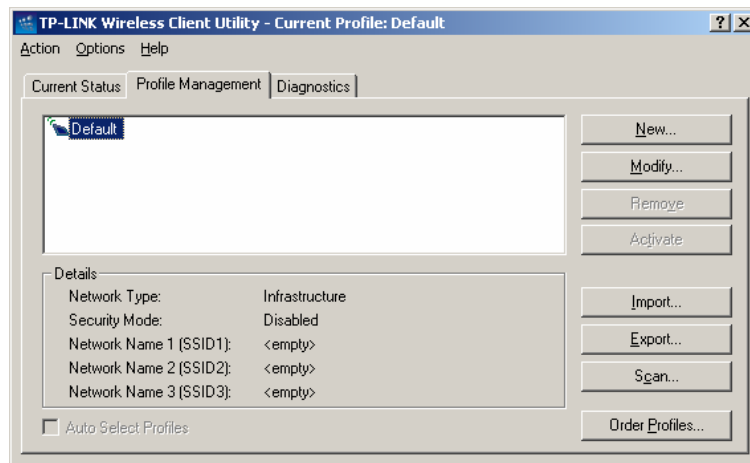 TP-LINK Wireless Client Utility - Current Profile: Default
Action Options Help
Current Status Profile Management Diagnostics
Default
New...
Modify...
Remove
Activate
Details
Network Type: Infrastructure
Security Mode: Disabled
Network Name 1 (SSID1): <empty>
Network Name 2 (SSID2): <empty>
Network Name 3 (SSID3): <empty>
Import...
Export...
Scan...
Auto Select Profiles
Order Profiles...